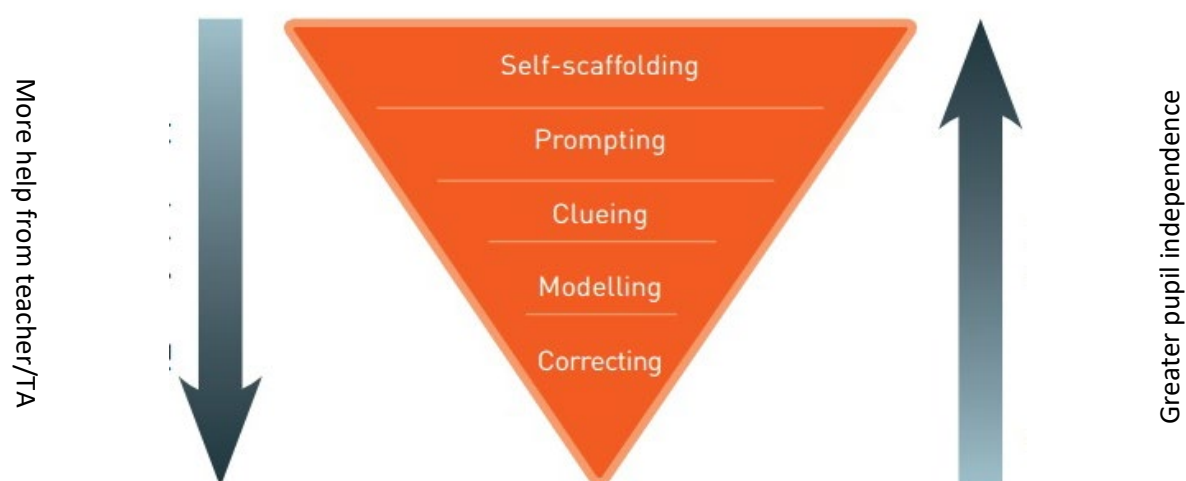 More help from teacher/TA
Self-scaffolding
Prompting
Clueing
Modelling
Correcting
Greater pupil independence